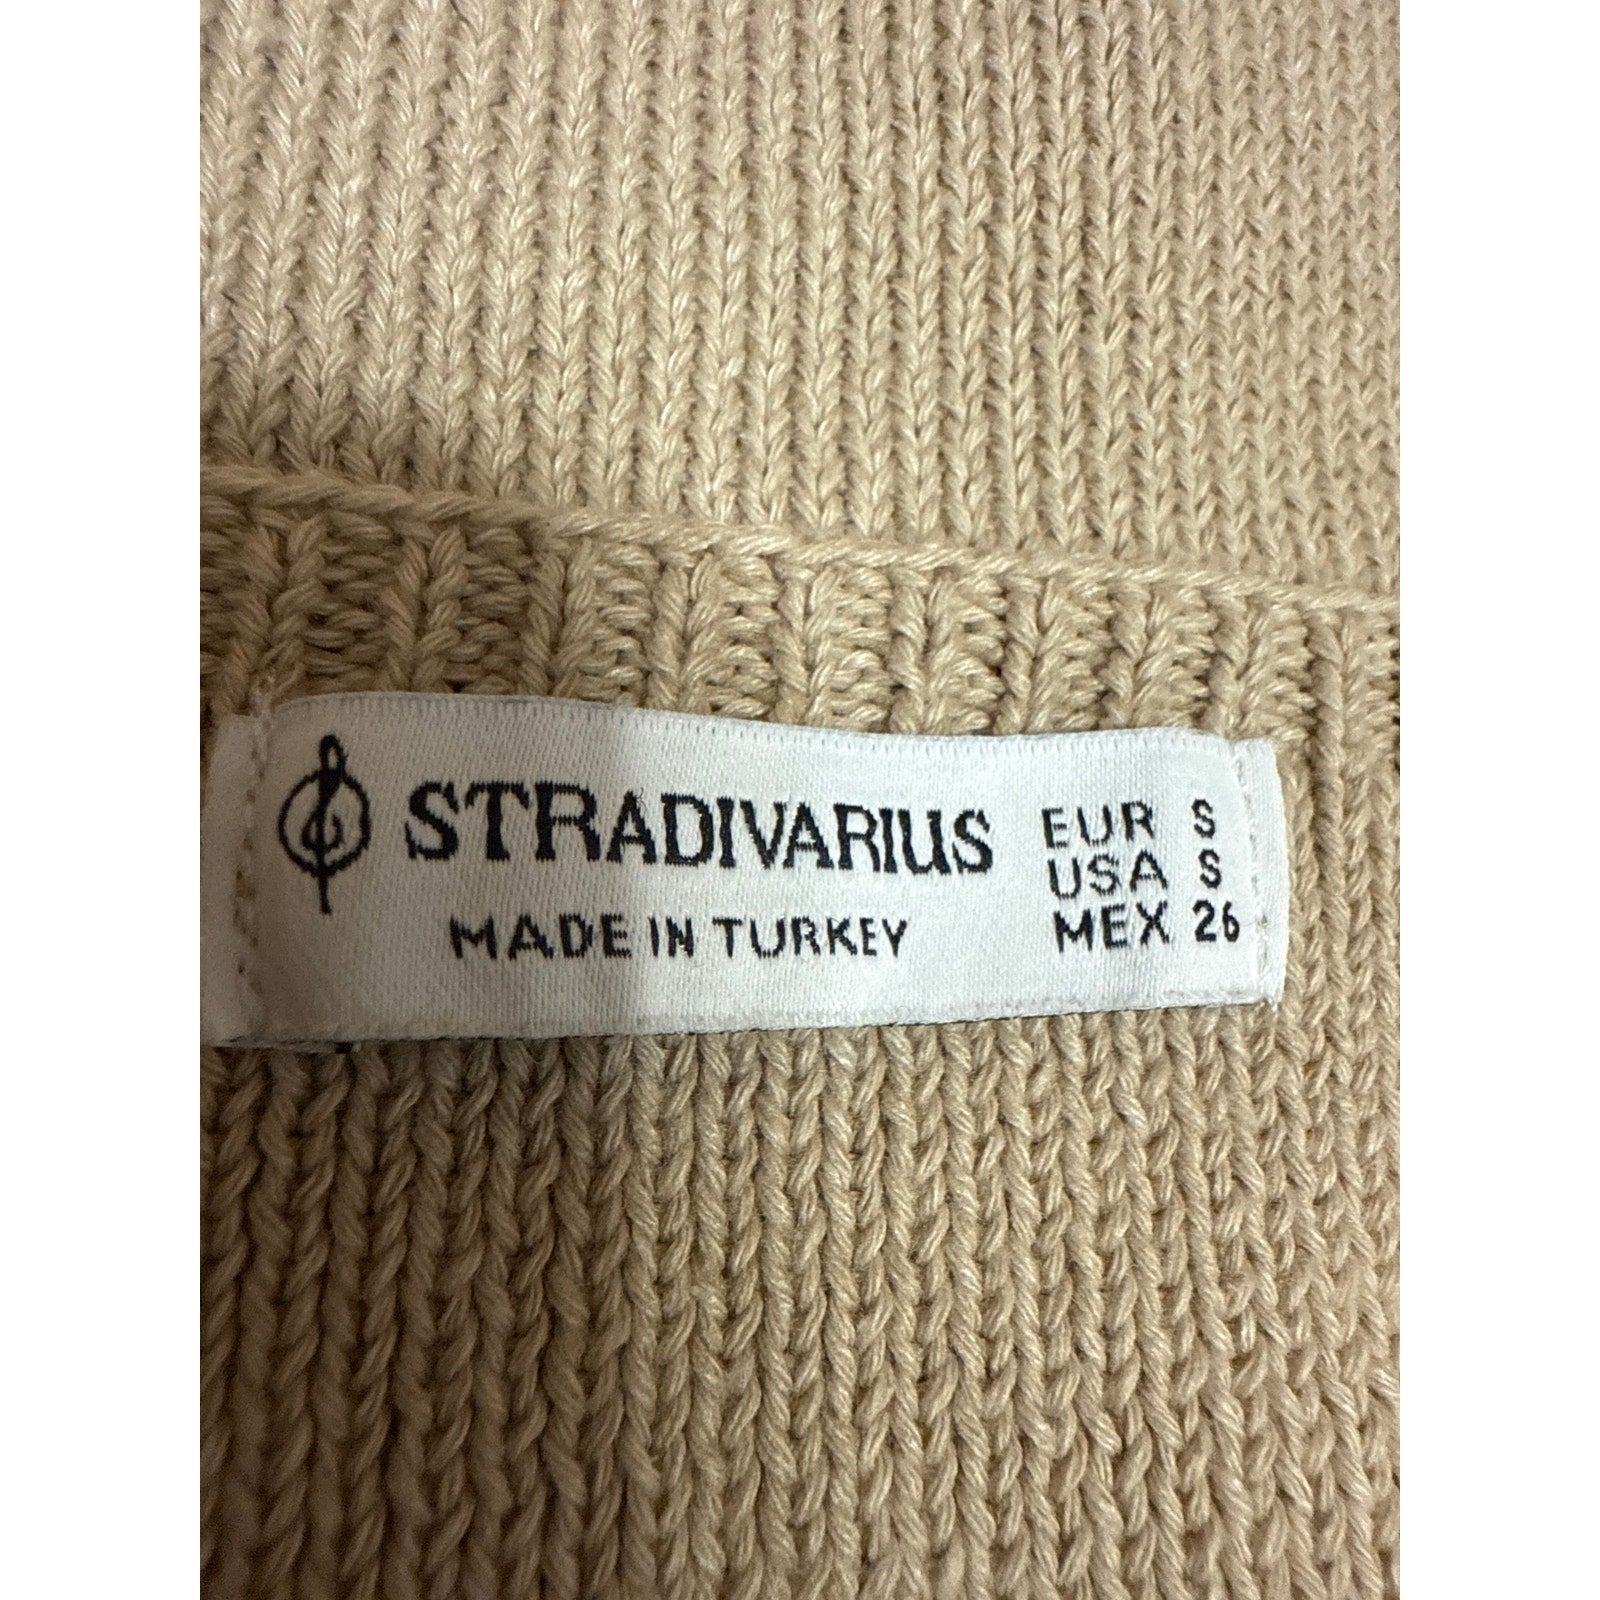 STRADIVARIUS
MADE IN TURKEY
EUR S
USA S
MEX 26